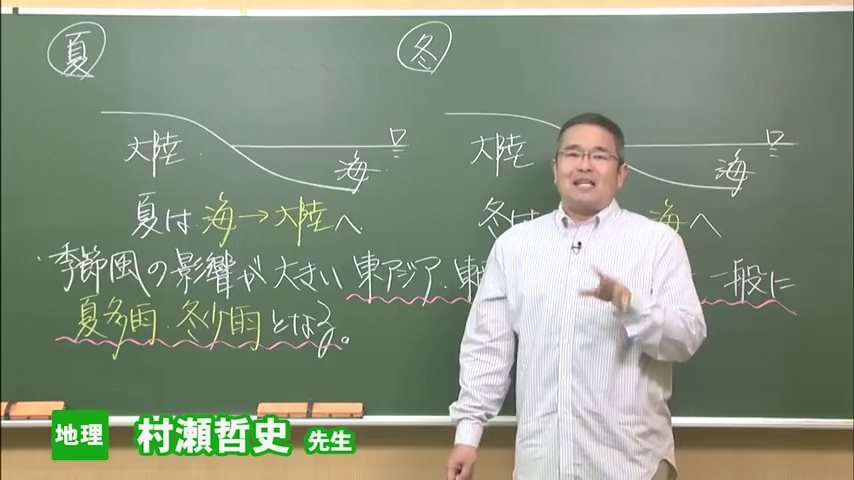 夏
冬
大陸
海
大陸
海
夏は 海→大陸へ
冬は 海へ
・季節風の影響が大きい 東アジア・東 一般に
夏多雨・冬少雨となる。
地理 村瀬哲史 先生